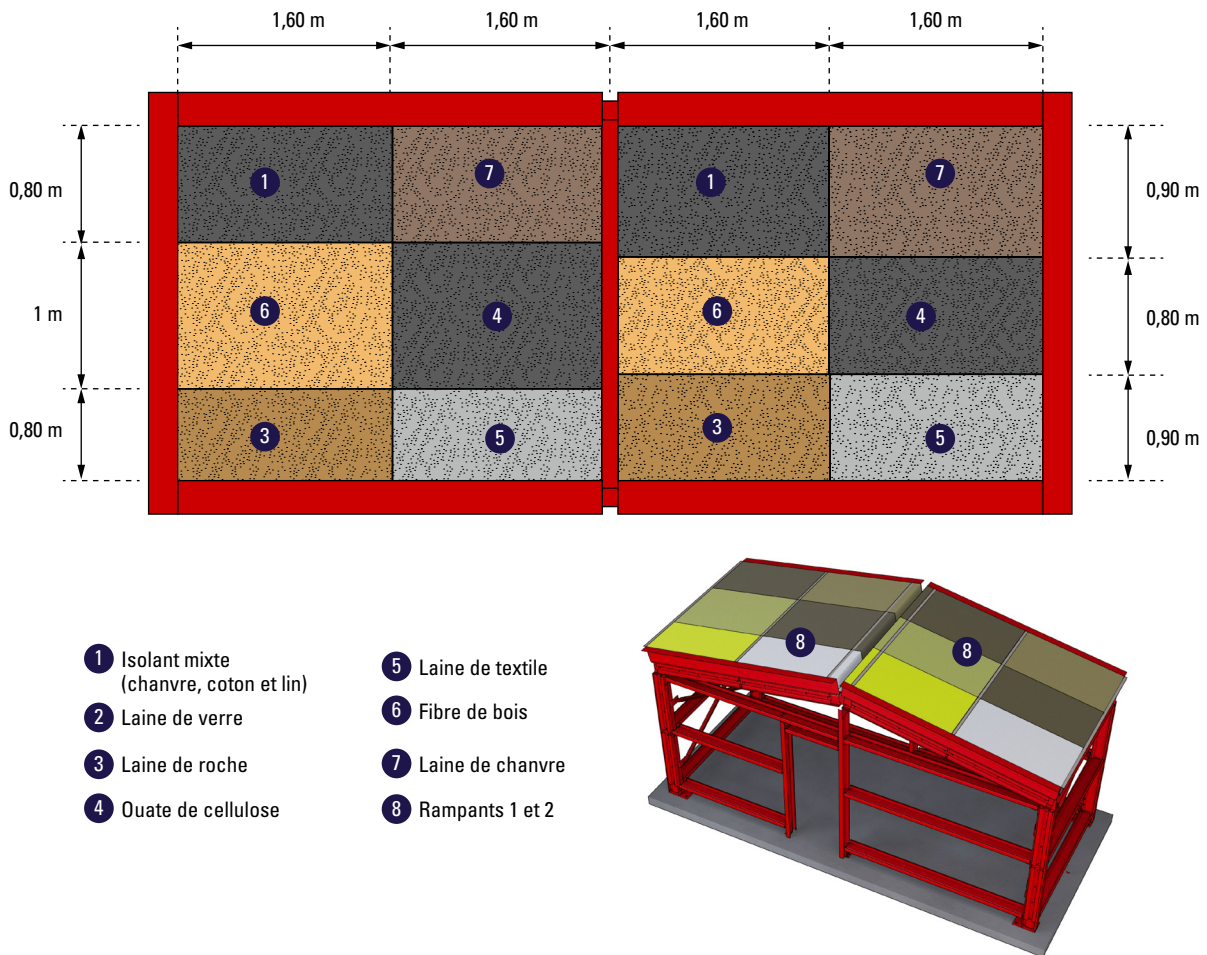 1,60 m
1,60 m
1,60 m
1,60 m
0,80 m
1 m
0,80 m
1
7
1
7
6
4
6
4
3
5
3
5
0,90 m
0,80 m
0,90 m
1 Isolant mixte
(chanvre, coton et lin)
2 Laine de verre
3 Laine de roche
4 Ouate de cellulose
5 Laine de textile
6 Fibre de bois
7 Laine de chanvre
8 Rampants 1 et 2
8
8